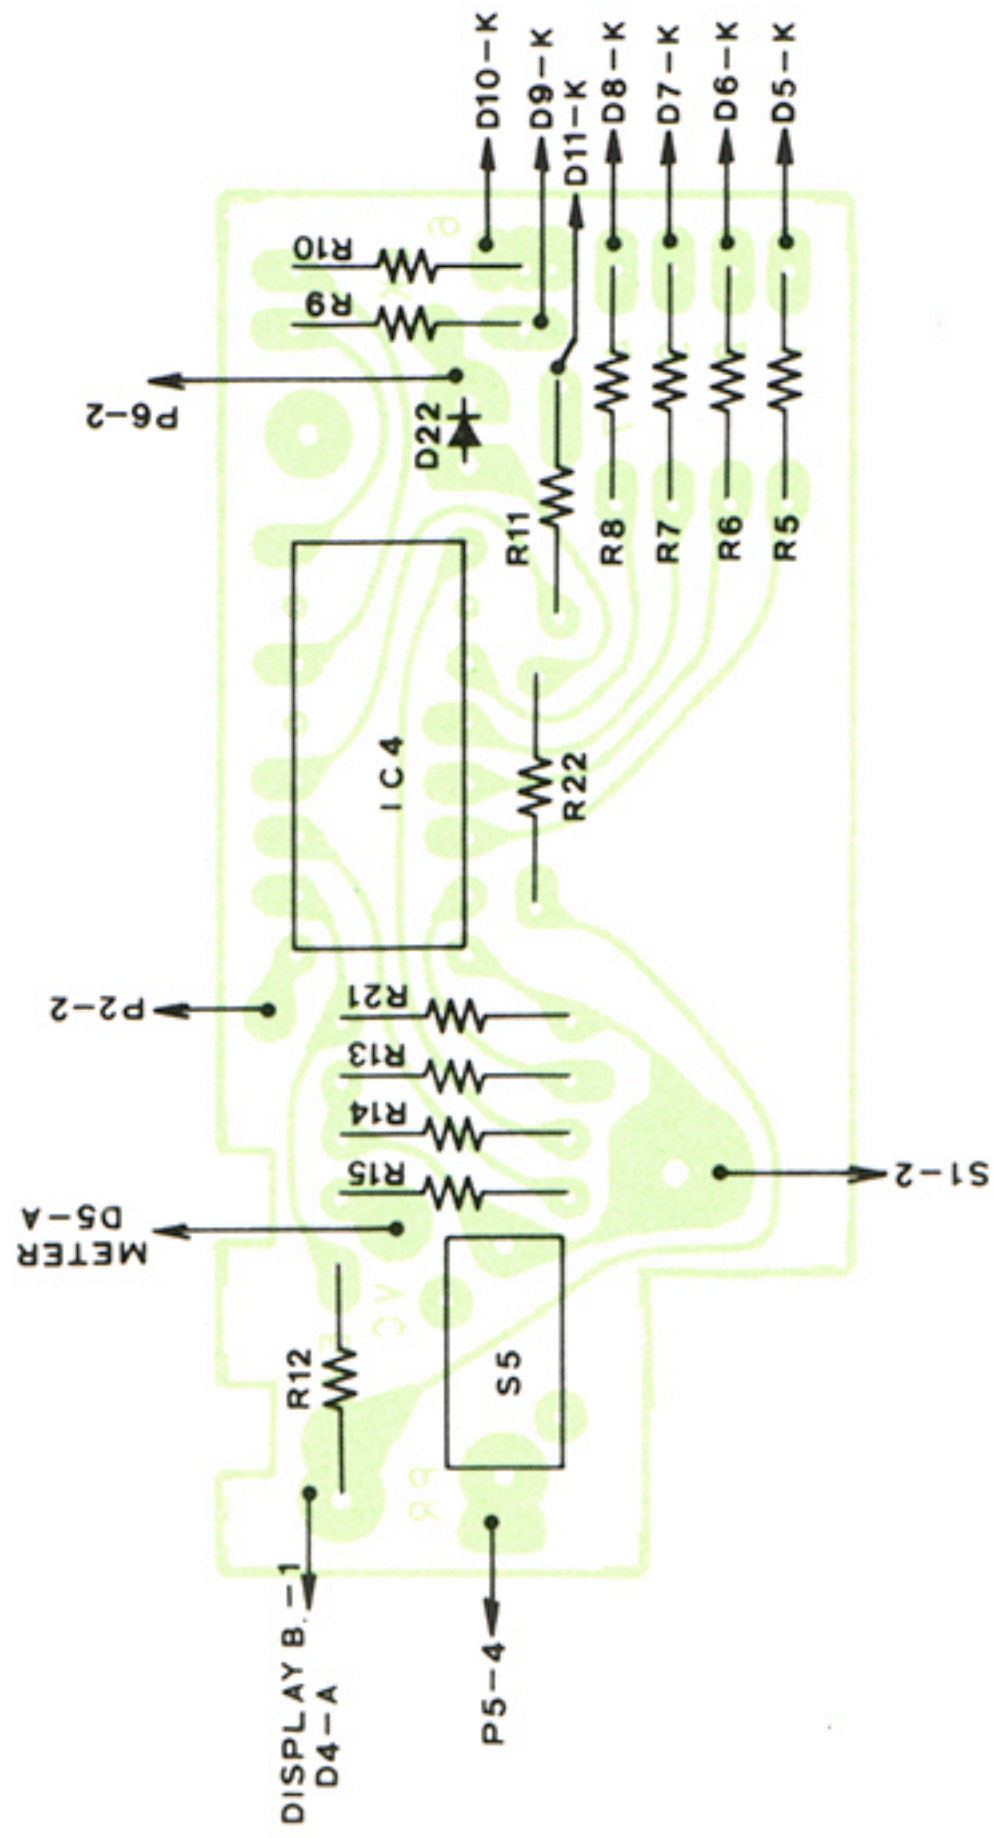 D10-K
D9-K
D11-K
D8-K
D7-K
D6-K
D5-K
R10
R9
P6-2
D22
R11
R8
R7
R6
R5
IC4
R22
P2-2
R21
R13
R14
R15
METER
D5-A
S1-2
R12
VC
S5
DISPLAY B.-1
D4-A
P5-4